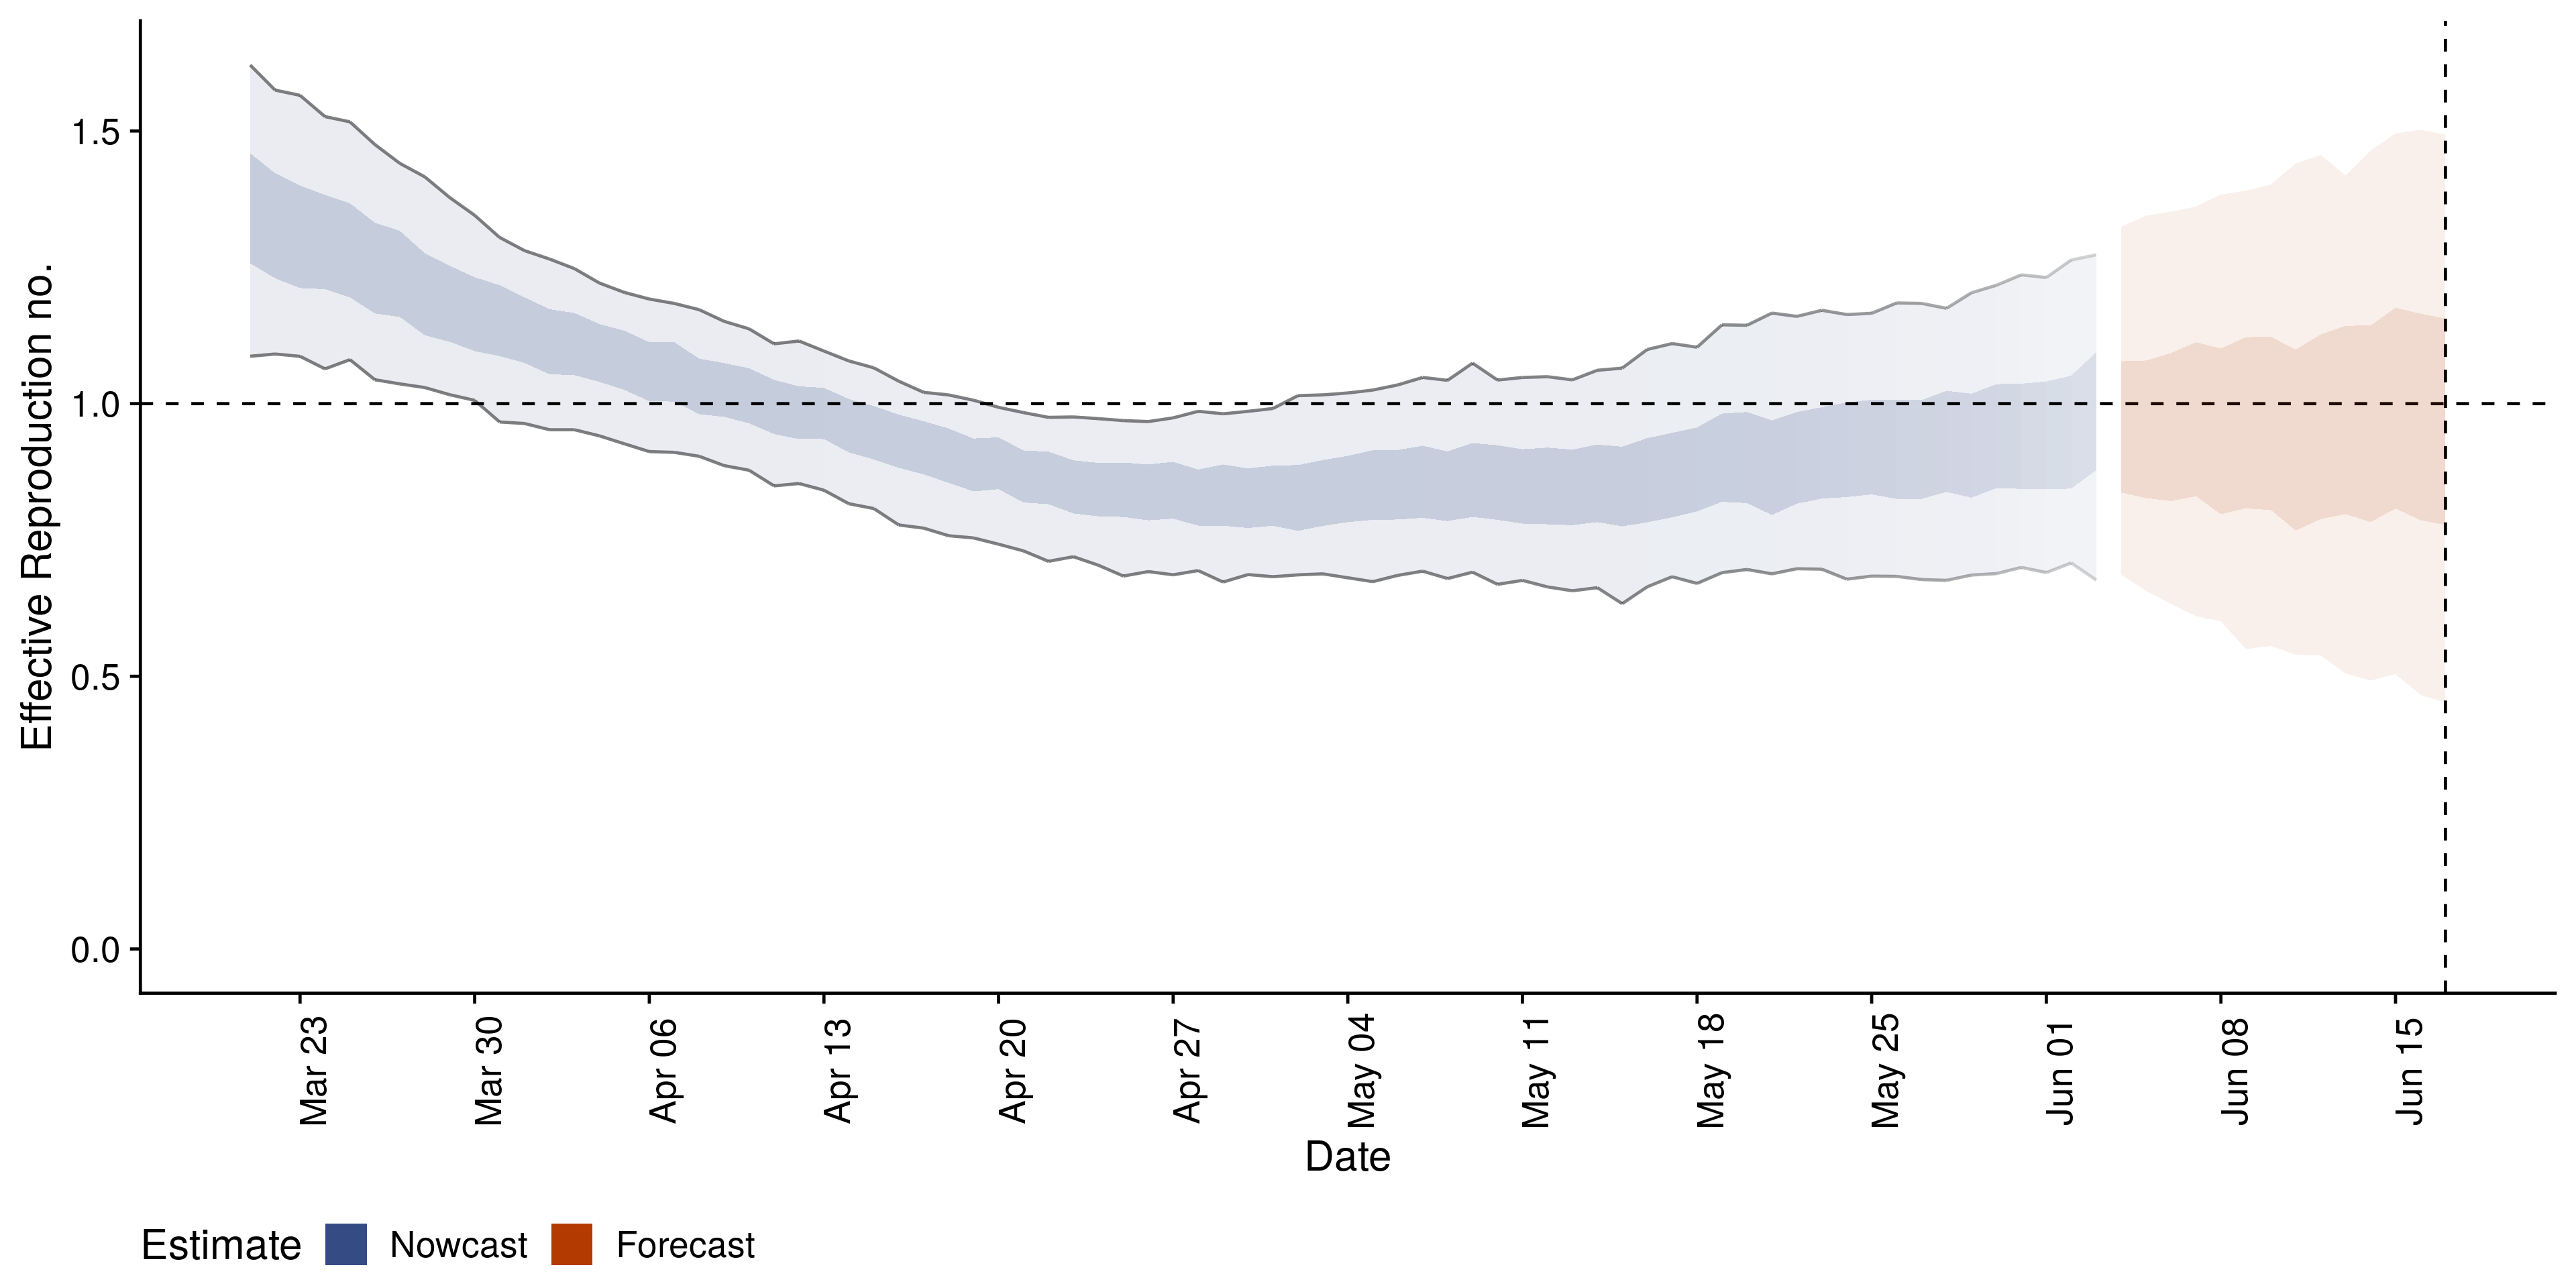 Effective Reproduction no.
1.5
1.0
0.5
0.0
Mar 23
Mar 30
Apr 06
Apr 13
Apr 20
Apr 27
May 04
May 11
May 18
May 25
Jun 01
Jun 08
Jun 15
Date
Estimate Nowcast Forecast